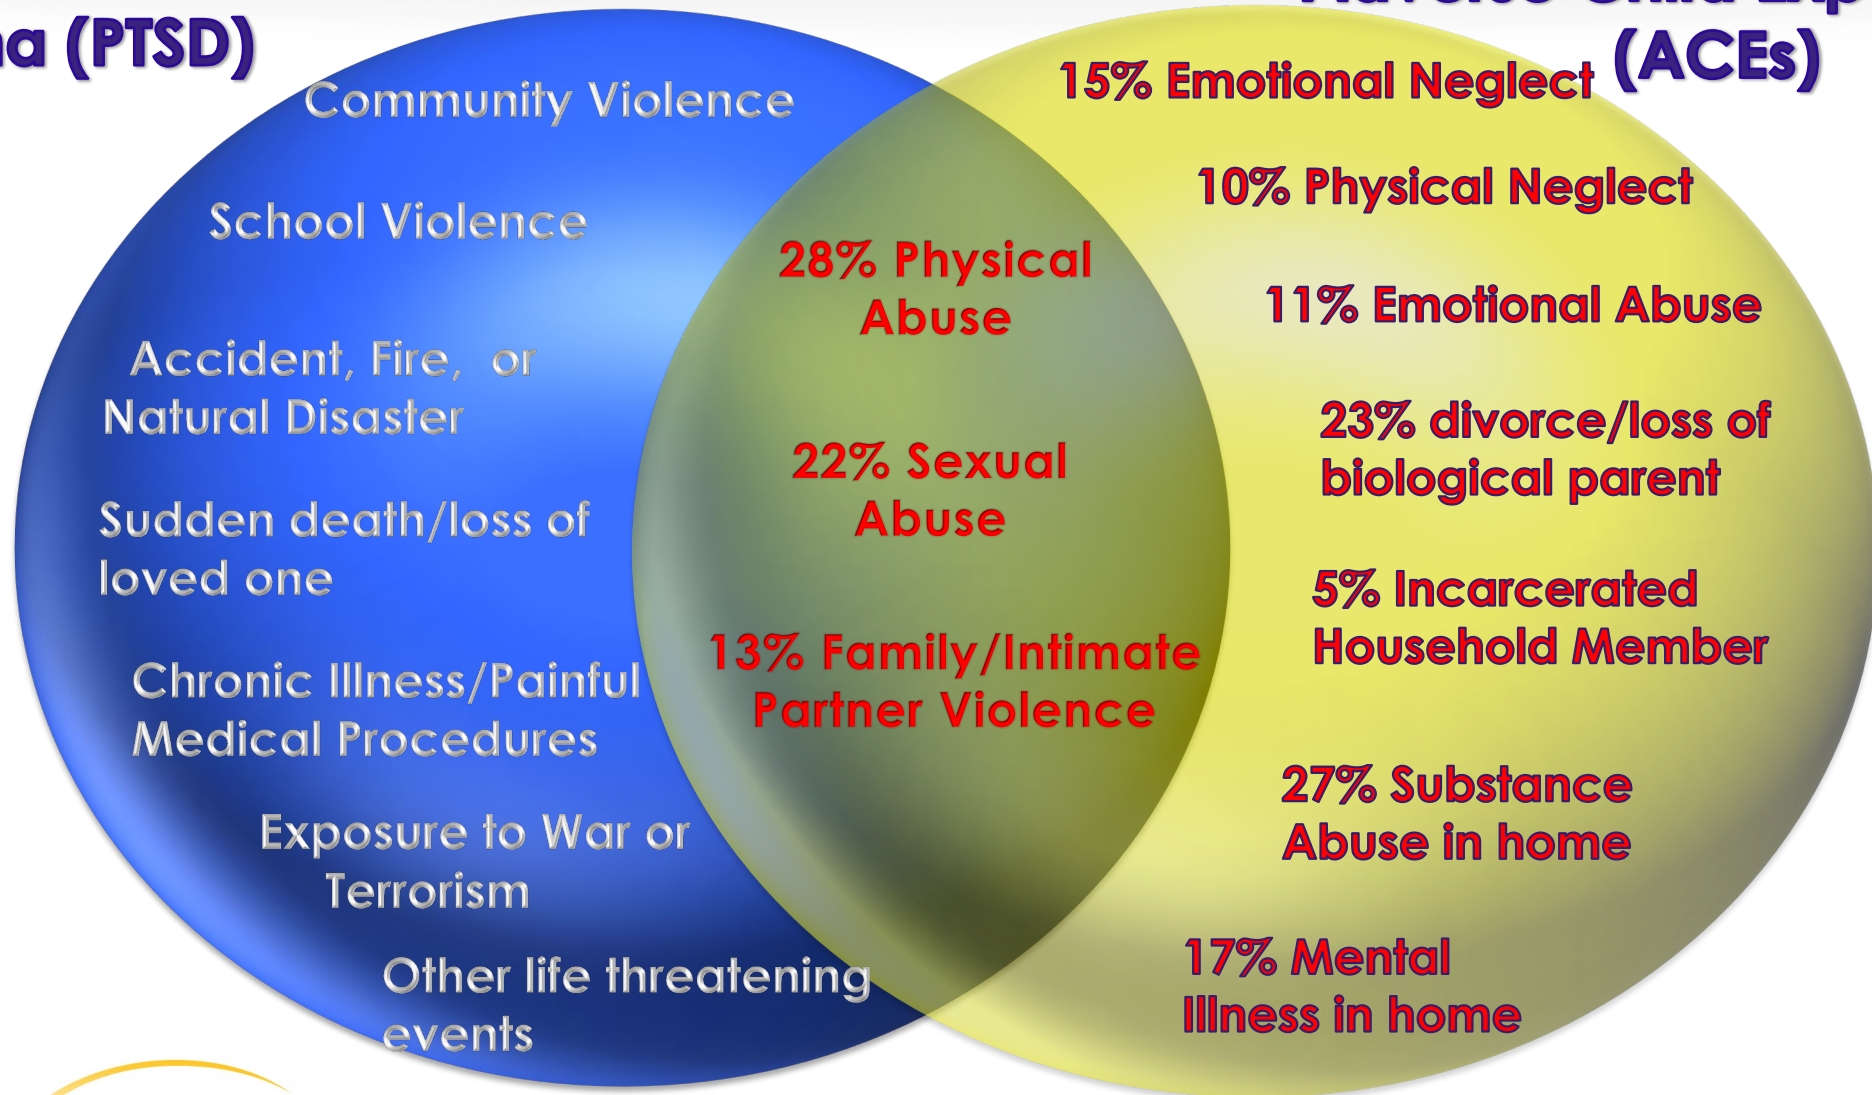 (PTSD)
(ACEs)
Community Violence
School Violence
Accident, Fire,  or
Natural Disaster
Sudden death/loss of
loved one
Chronic Illness/Painful
Medical Procedures
Exposure to War or
Terrorism
Other life threatening
events
28% Physical
Abuse
22% Sexual
Abuse
13% Family/Intimate
Partner Violence
15% Emotional Neglect
10% Physical Neglect
11% Emotional Abuse
23% divorce/loss of
biological parent
5% Incarcerated
Household Member
27% Substance
Abuse in home
17% Mental
Illness in home